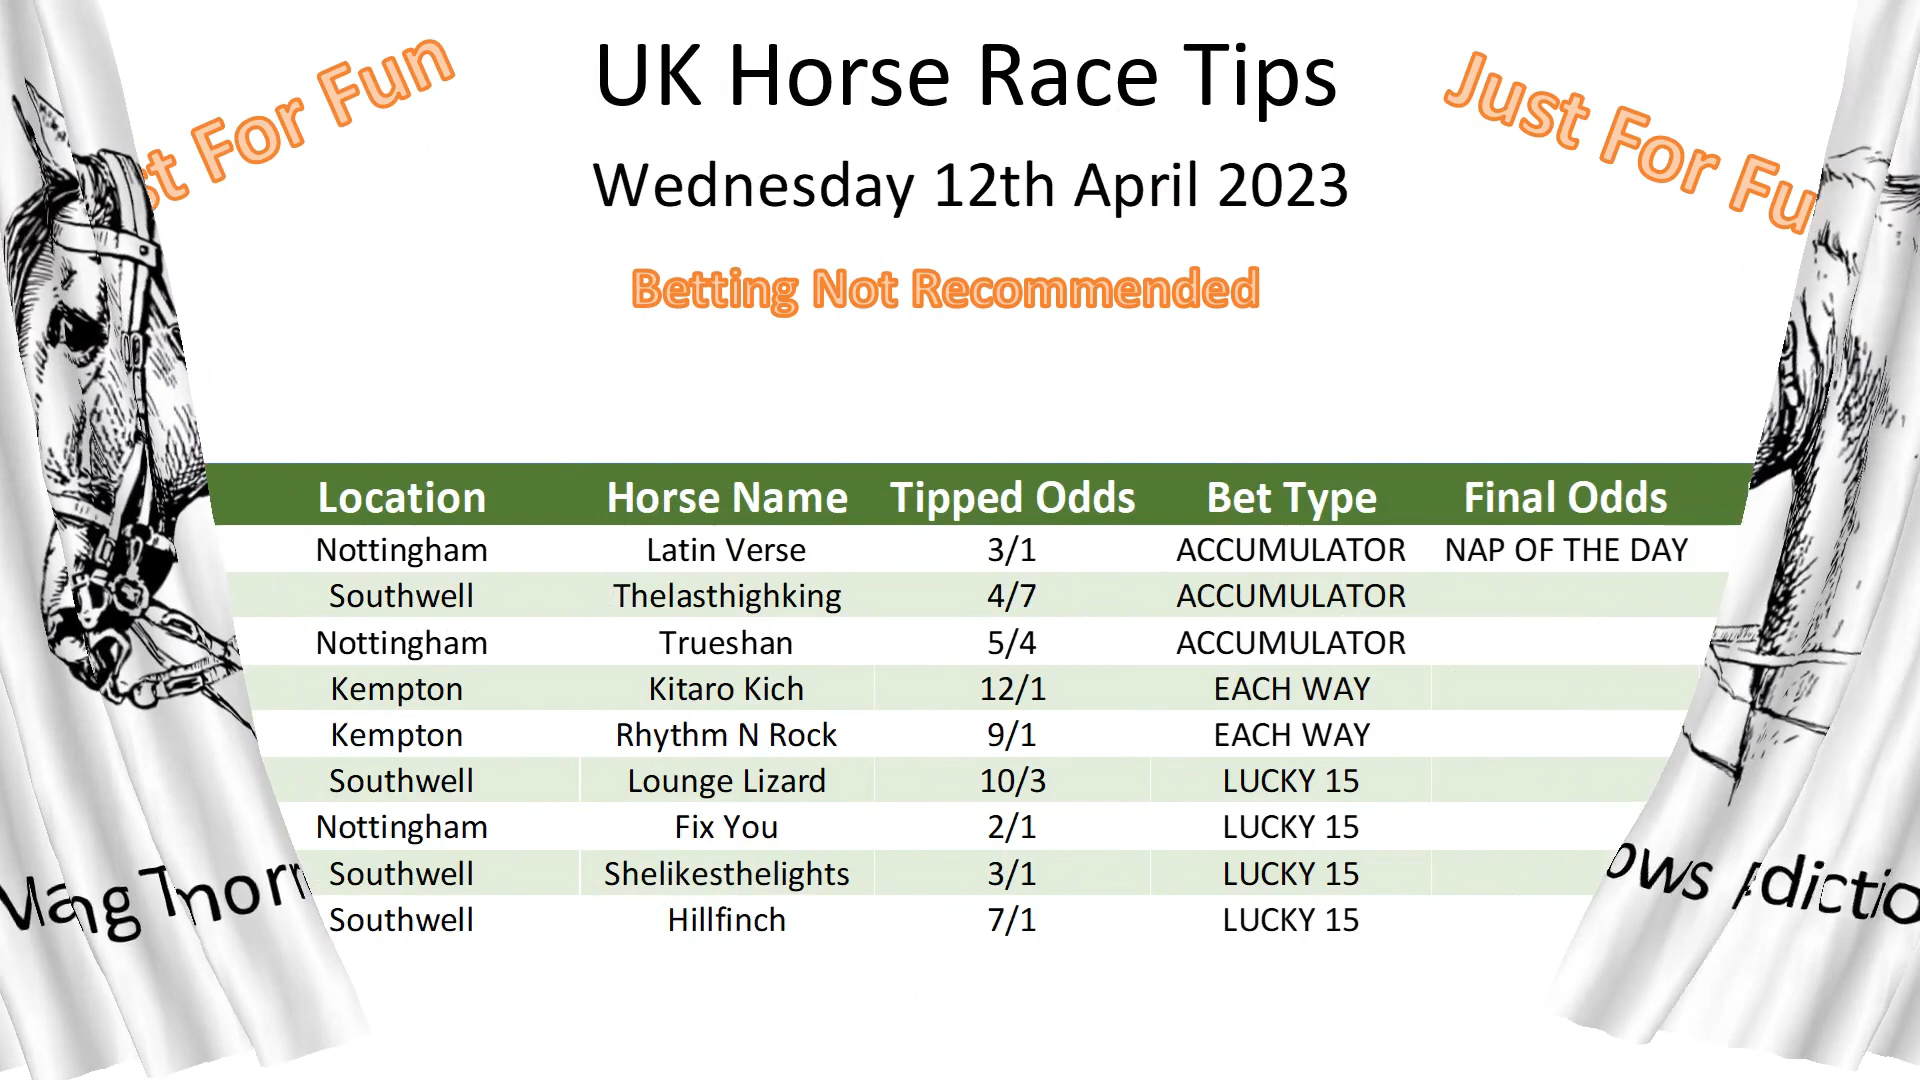 st For Fun
UK Horse Race Tips
Just For Fu
Wednesday 12th April 2023
Betting Not Recommended
Location Horse Name Tipped Odds Bet Type Final Odds
Nottingham Latin Verse 3/1 ACCUMULATOR NAP OF THE DAY
Southwell Thelasthighking 4/7 ACCUMULATOR
Nottingham Trueshan 5/4 ACCUMULATOR
Kempton Kitaro Kich 12/1 EACH WAY
Kempton Rhythm N Rock 9/1 EACH WAY
Southwell Lounge Lizard 10/3 LUCKY 15
Nottingham Fix You 2/1 LUCKY 15
Southwell Shelikesthelights 3/1 LUCKY 15
Southwell Hillfinch 7/1 LUCKY 15